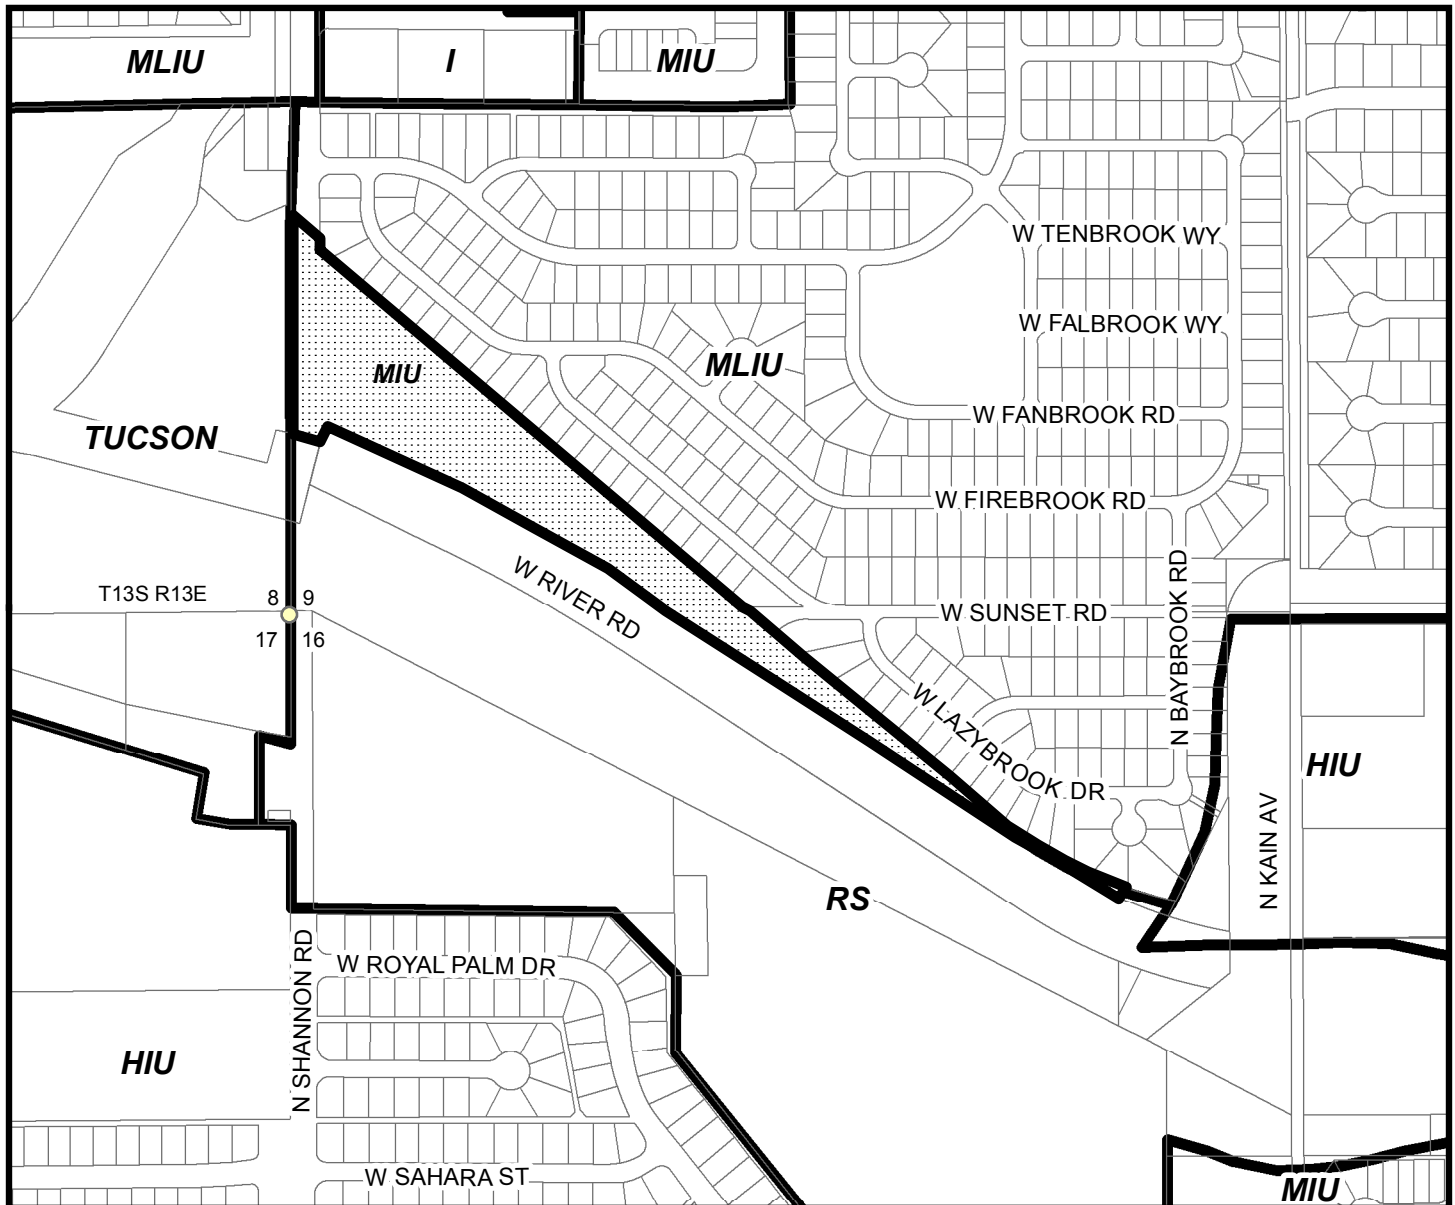 MLIU
I
MIU
W TENBROOK WY
W FALBROOK WY
MIU
MLIU
W FANBROOK RD
TUCSON
W FIREBROOK RD
W RIVER RD
N BAYBROOK RD
T13S R13E
8 9
17 16
W SUNSET RD
W LAZYBROOK DR
HIU
N KAIN AV
RS
N SHANNON RD
W ROYAL PALM DR
HIU
W SAHARA ST
MIU